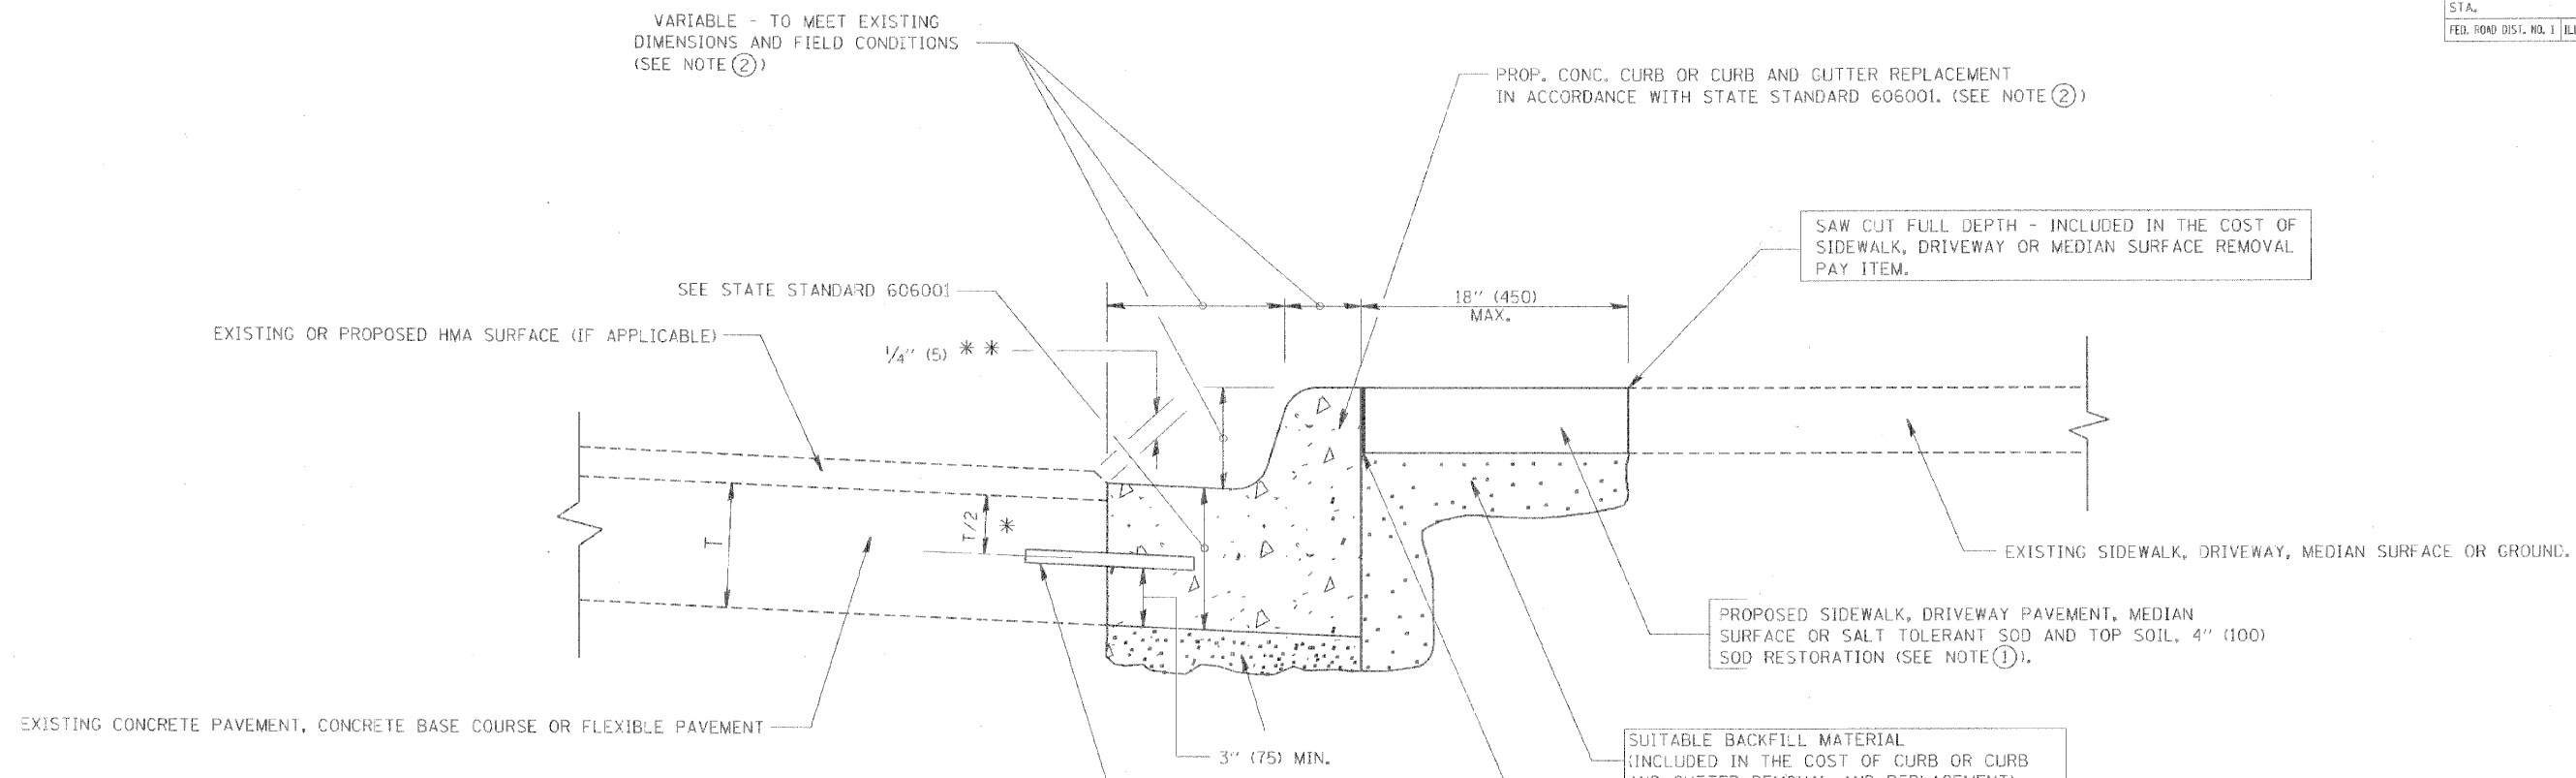 STA.
FED. ROAD DIST. NO. 1
VARIABLE - TO MEET EXISTING
DIMENSIONS AND FIELD CONDITIONS
(SEE NOTE 2)
PROP. CONC. CURB OR CURB AND GUTTER REPLACEMENT
IN ACCORDANCE WITH STATE STANDARD 606001. (SEE NOTE 2)
SAW CUT FULL DEPTH - INCLUDED IN THE COST OF
SIDEWALK, DRIVEWAY OR MEDIAN SURFACE REMOVAL
PAY ITEM.
SEE STATE STANDARD 606001
18" (450)
MAX.
EXISTING OR PROPOSED HMA SURFACE (IF APPLICABLE)
1/4" (5) * *
T
T/2 *
EXISTING SIDEWALK, DRIVEWAY, MEDIAN SURFACE OR GROUND.
PROPOSED SIDEWALK, DRIVEWAY PAVEMENT, MEDIAN
SURFACE OR SALT TOLERANT SOD AND TOP SOIL, 4" (100)
SOD RESTORATION (SEE NOTE 1).
EXISTING CONCRETE PAVEMENT, CONCRETE BASE COURSE OR FLEXIBLE PAVEMENT
3" (75) MIN.
SUITABLE BACKFILL MATERIAL
(INCLUDED IN THE COST OF CURB OR CURB
AND GUTTER REMOVAL AND REPLACEMENT)